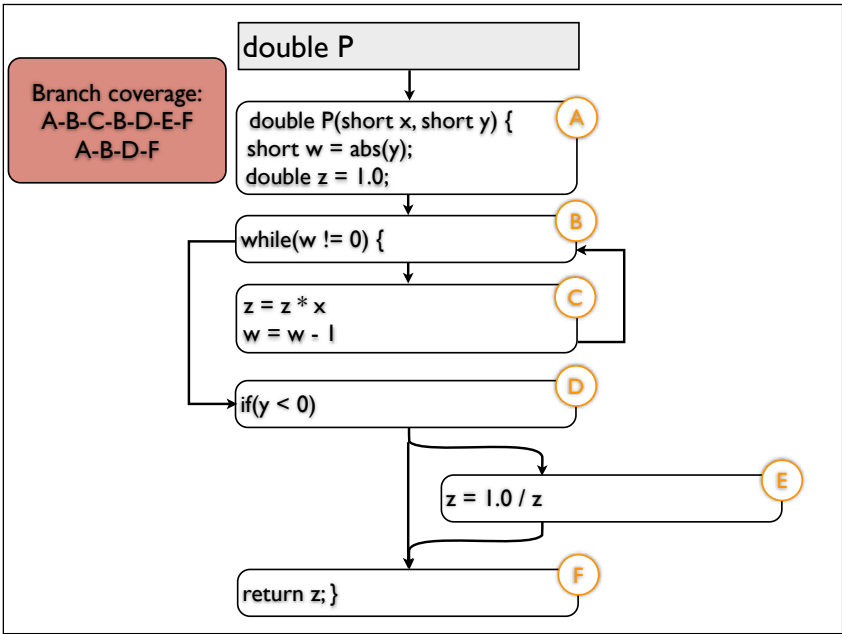 double P
Branch coverage:
A-B-C-B-D-E-F
A-B-D-F
A
double P(short x, short y) {
short w = abs(y);
double z = 1.0;
B
while(w != 0) {
C
z = z * x
w = w - 1
D
if(y < 0)
E
z = 1.0 / z
F
return z; }